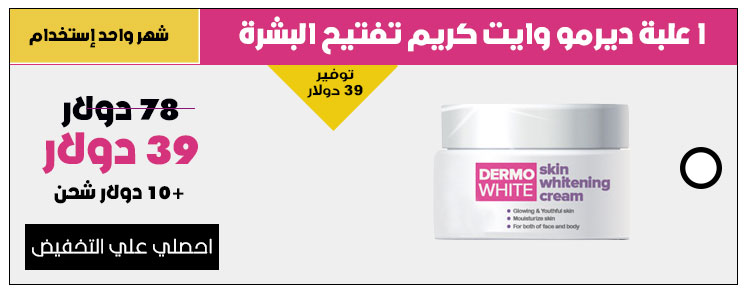 1 علبة ديرمو وايت كريم تفتيح البشرة
شهر واحد إستخدام
توفير
39 دولار
78 دولار
39 دولار
+10 دولار شحن
احصلي علي التخفيض
DERMO
WHITE
skin
whitening
cream
• Glowing & Youthful skin
• Moisturize skin
• For both of face and body